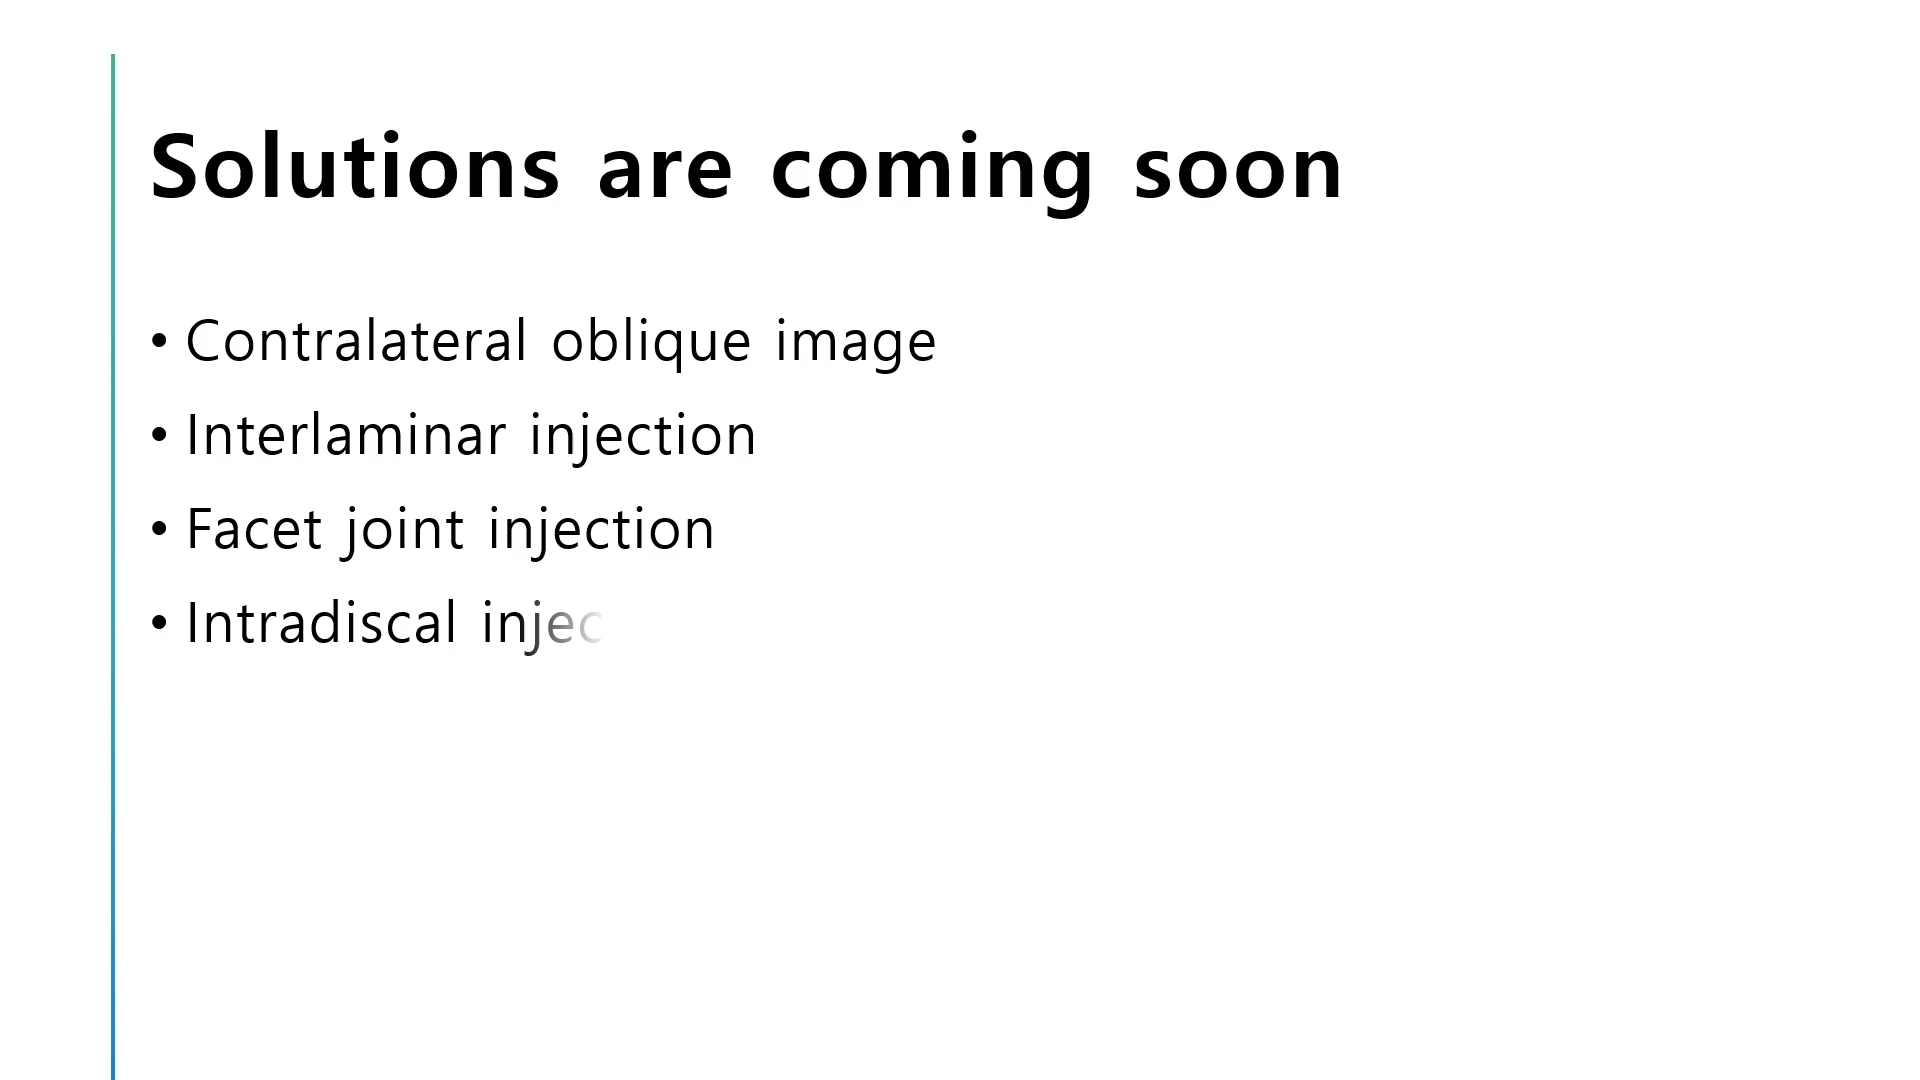 Solutions are coming soon
• Contralateral oblique image
• Interlaminar injection
• Facet joint injection
• Intradiscal injec